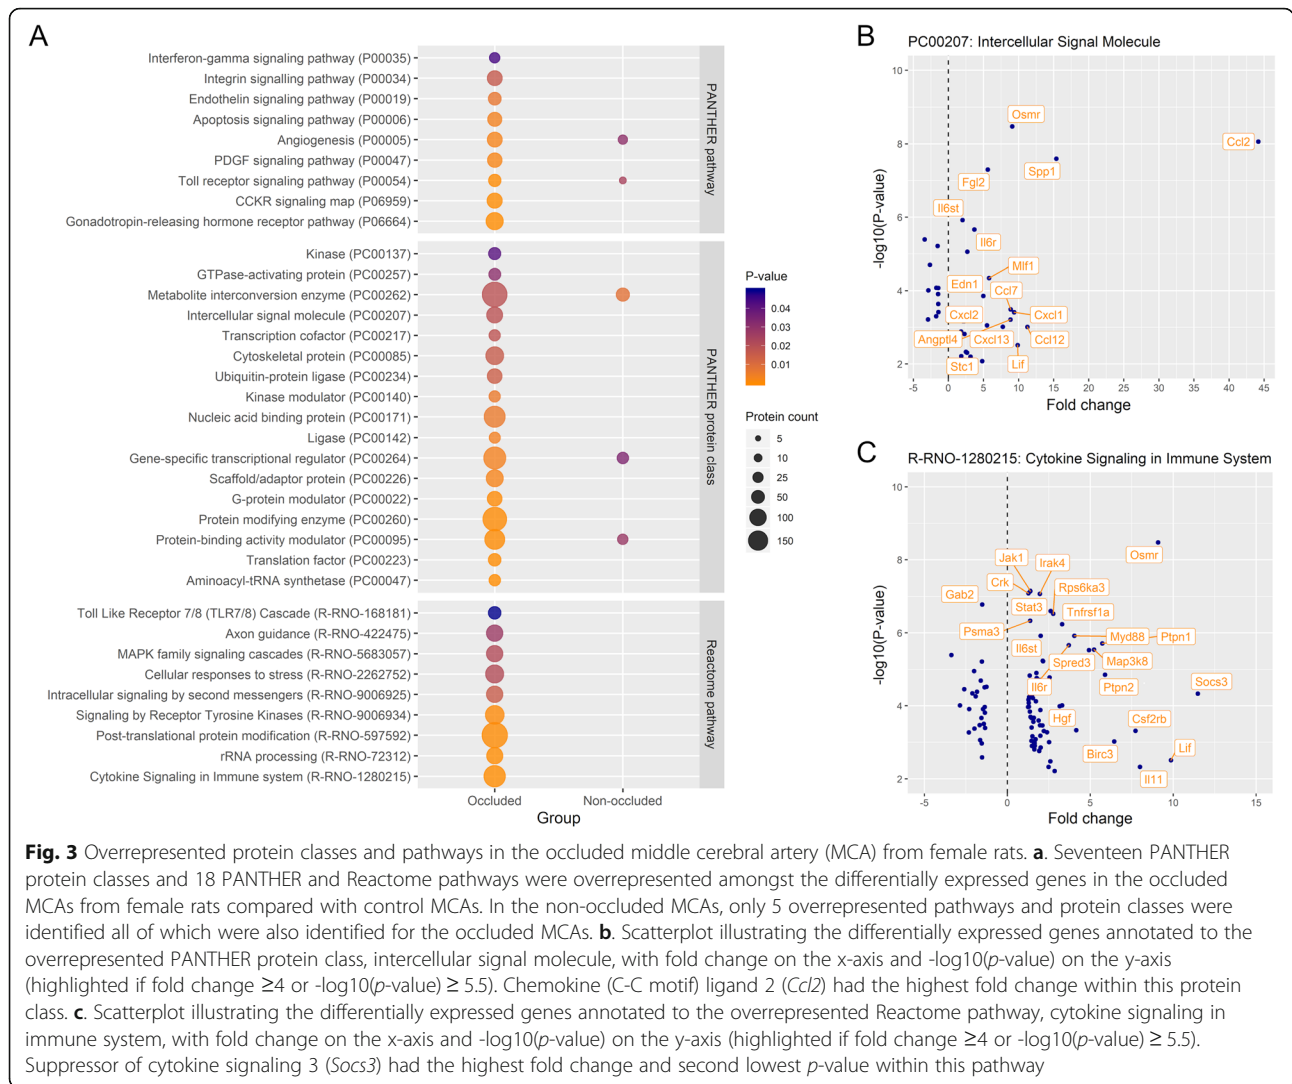 A
Interferon-gamma signaling pathway (P00035)
Integrin signalling pathway (P00034)
Endothelin signaling pathway (P00019)
Apoptosis signaling pathway (P00006)
Angiogenesis (P00005)
PDGF signaling pathway (P00047)
Toll receptor signaling pathway (P00054)
CCKR signaling map (P06959)
Gonadotropin-releasing hormone receptor pathway (P06664)
PANTHER pathway
Kinase (PC00137)
GTPase-activating protein (PC00257)
Metabolite interconversion enzyme (PC00262)
Intercellular signal molecule (PC00207)
Transcription cofactor (PC00217)
Cytoskeletal protein (PC00085)
Ubiquitin-protein ligase (PC00234)
Kinase modulator (PC00140)
Nucleic acid binding protein (PC00171)
Ligase (PC00142)
Gene-specific transcriptional regulator (PC00264)
Scaffold/adaptor protein (PC00226)
G-protein modulator (PC00022)
Protein modifying enzyme (PC00260)
Protein-binding activity modulator (PC00095)
Translation factor (PC00223)
Aminoacyl-tRNA synthetase (PC00047)
PANTHER protein class
Toll Like Receptor 7/8 (TLR7/8) Cascade (R-RNO-168181)
Axon guidance (R-RNO-422475)
MAPK family signaling cascades (R-RNO-5683057)
Cellular responses to stress (R-RNO-2262752)
Intracellular signaling by second messengers (R-RNO-9006925)
Signaling by Receptor Tyrosine Kinases (R-RNO-9006934)
Post-translational protein modification (R-RNO-597592)
rRNA processing (R-RNO-72312)
Cytokine Signaling in Immune system (R-RNO-1280215)
Reactome pathway
Occluded Non-occluded
Group
P-value
0.04
0.03
0.02
0.01
Protein count
5
10
25
50
100
150
B
PC00207: Intercellular Signal Molecule
-log10(P-value)
10
8
6
4
2
Osmr
Ccl2
Spp1
Fgl2
Il6st
Il6r
Mlf1
Edn1
Ccl7
Cxcl2
Cxcl1
Angptl4
Cxcl13
Ccl12
Stc1
Lif
-5 0 5 10 15 20 25 30 35 40 45
Fold change
C
R-RNO-1280215: Cytokine Signaling in Immune System
-log10(P-value)
10
8
6
4
2
Osmr
Jak1
Irak4
Crk
Rps6ka3
Gab2
Stat3
Tnfrsf1a
Psma3
Myd88
Ptpn1
Il6st
Spred3
Map3k8
Il6r
Ptpn2
Socs3
Hgf
Csf2rb
Birc3
Lif
Il11
-5 0 5 10 15
Fold change
Fig. 3 Overrepresented protein classes and pathways in the occluded middle cerebral artery (MCA) from female rats. a. Seventeen PANTHER
protein classes and 18 PANTHER and Reactome pathways were overrepresented amongst the differentially expressed genes in the occluded
MCAs from female rats compared with control MCAs. In the non-occluded MCAs, only 5 overrepresented pathways and protein classes were
identified all of which were also identified for the occluded MCAs. b. Scatterplot illustrating the differentially expressed genes annotated to the
overrepresented PANTHER protein class, intercellular signal molecule, with fold change on the x-axis and -log10(p-value) on the y-axis
(highlighted if fold change ≥4 or -log10(p-value) ≥ 5.5). Chemokine (C-C motif) ligand 2 (Ccl2) had the highest fold change within this protein
class. c. Scatterplot illustrating the differentially expressed genes annotated to the overrepresented Reactome pathway, cytokine signaling in
immune system, with fold change on the x-axis and -log10(p-value) on the y-axis (highlighted if fold change ≥4 or -log10(p-value) ≥ 5.5).
Suppressor of cytokine signaling 3 (Socs3) had the highest fold change and second lowest p-value within this pathway